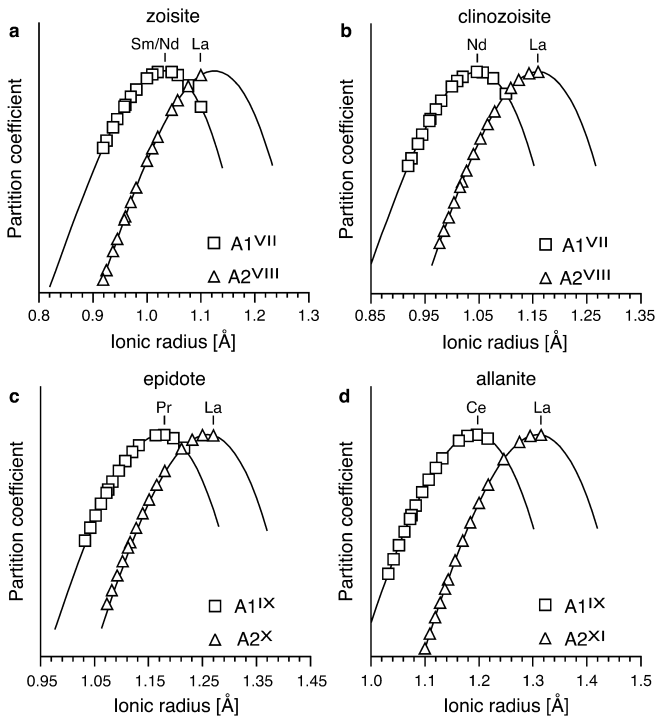 a
zoisite
Sm/Nd La
Partition coefficient
A1VII
A2VIII
0.8 0.9 1.0 1.1 1.2 1.3
Ionic radius [Å]
b
clinozoisite
Nd La
Partition coefficient
A1VII
A2VIII
0.85 0.95 1.05 1.15 1.25 1.35
Ionic radius [Å]
c
epidote
Pr La
Partition coefficient
A1IX
A2X
0.95 1.05 1.15 1.25 1.35 1.45
Ionic radius [Å]
d
allanite
Ce La
Partition coefficient
A1IX
A2XI
1.0 1.1 1.2 1.3 1.4 1.5
Ionic radius [Å]